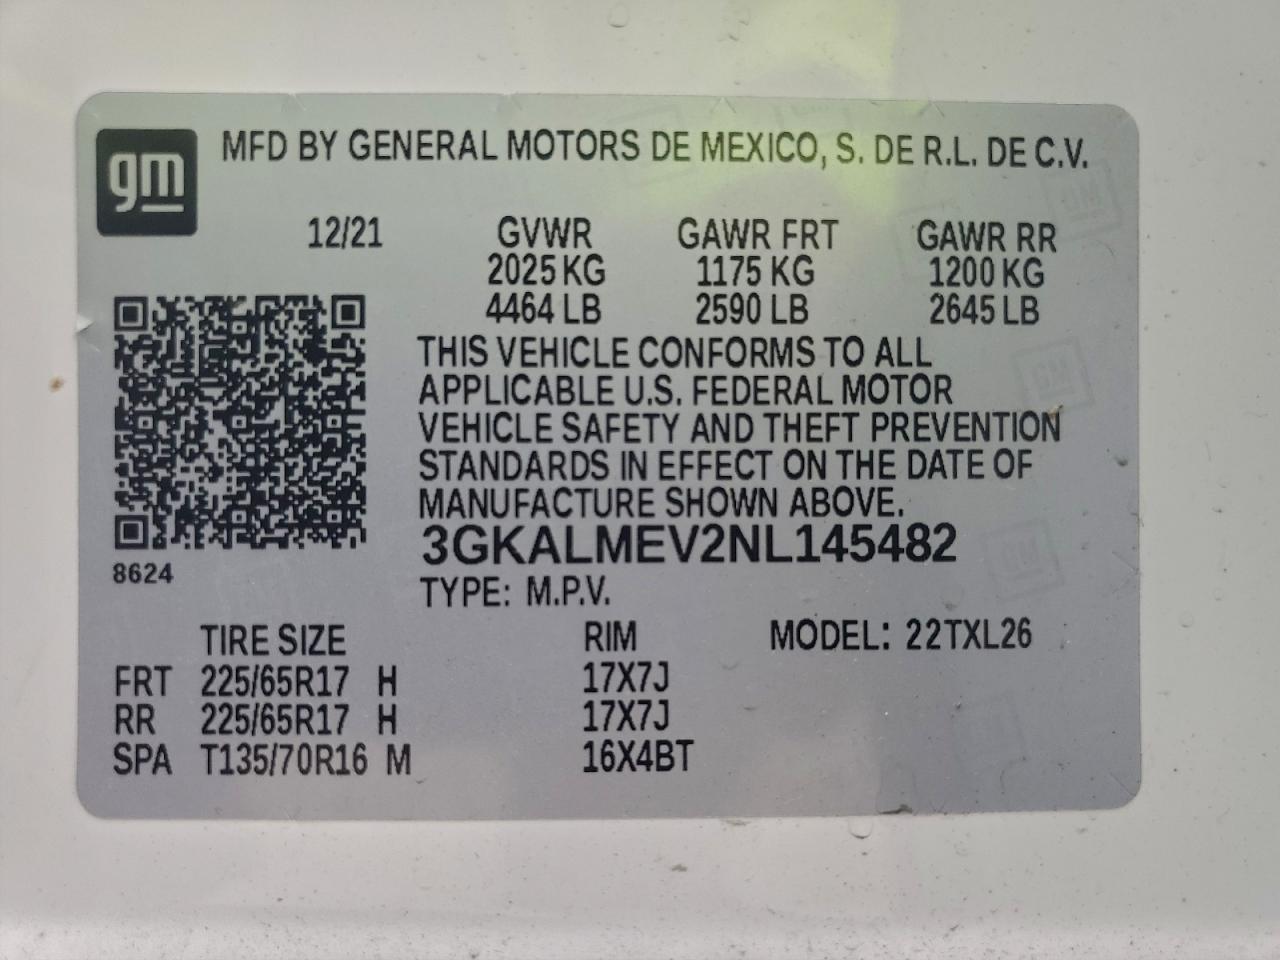 gm
MFD BY GENERAL MOTORS DE MEXICO, S. DE R.L. DE C.V.
12/21 GVWR GAWR FRT GAWR RR
2025 KG 1175 KG 1200 KG
4464 LB 2590 LB 2645 LB
THIS VEHICLE CONFORMS TO ALL
APPLICABLE U.S. FEDERAL MOTOR
VEHICLE SAFETY AND THEFT PREVENTION
STANDARDS IN EFFECT ON THE DATE OF
MANUFACTURE SHOWN ABOVE.
3GKALMEV2NL145482
8624
TYPE: M.P.V.
TIRE SIZE RIM MODEL: 22TXL26
FRT 225/65R17 H 17X7J
RR 225/65R17 H 17X7J
SPA T135/70R16 M 16X4BT